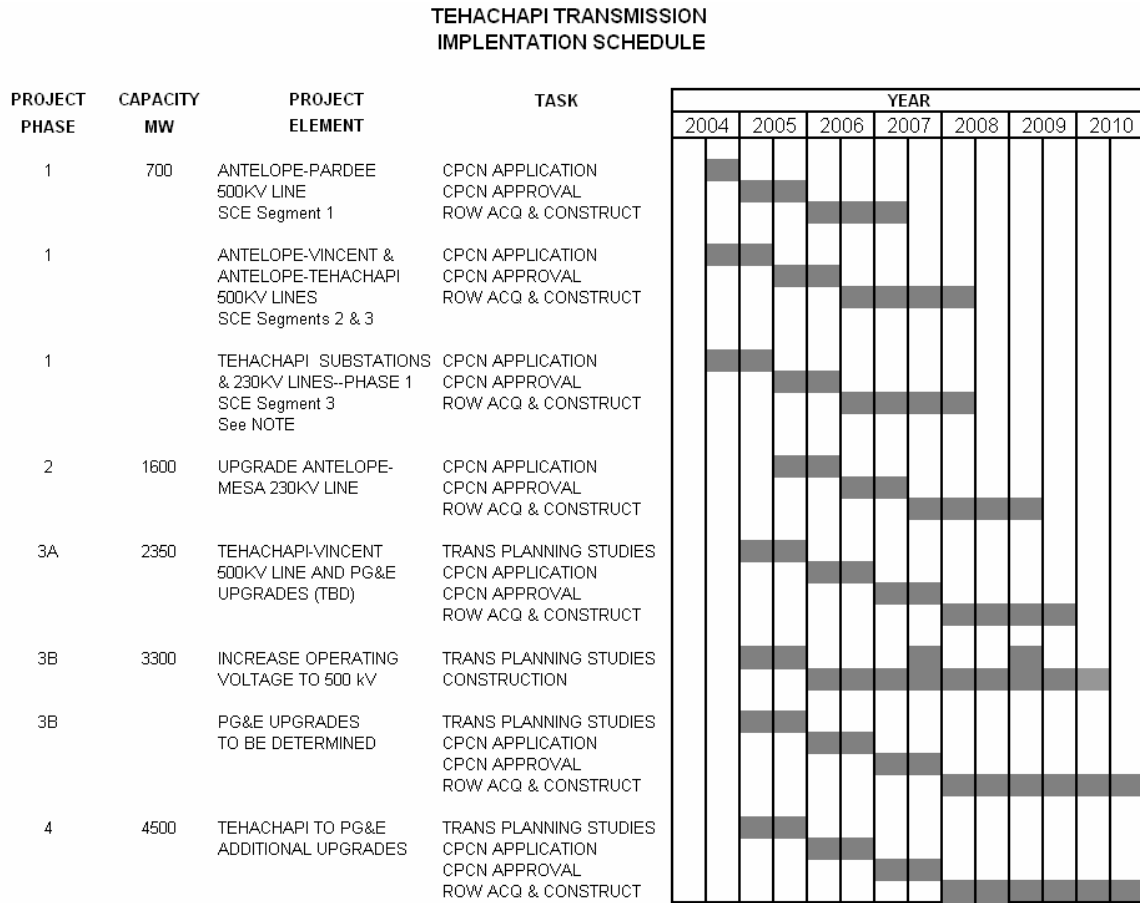 TEHACHAPI TRANSMISSION
IMPLENTATION SCHEDULE
PROJECT CAPACITY PROJECT TASK YEAR
PHASE MW ELEMENT 2004 2005 2006 2007 2008 2009 2010
1 700 ANTELOPE-PARDEE CPCN APPLICATION
500KV LINE CPCN APPROVAL
SCE Segment 1 ROW ACQ & CONSTRUCT
1 ANTELOPE-VINCENT & CPCN APPLICATION
ANTELOPE-TEHACHAPI CPCN APPROVAL
500KV LINES ROW ACQ & CONSTRUCT
SCE Segments 2 & 3
1 TEHACHAPI SUBSTATIONS CPCN APPLICATION
& 230KV LINES--PHASE 1 CPCN APPROVAL
SCE Segment 3 ROW ACQ & CONSTRUCT
See NOTE
2 1600 UPGRADE ANTELOPE- CPCN APPLICATION
MESA 230KV LINE CPCN APPROVAL
ROW ACQ & CONSTRUCT
3A 2350 TEHACHAPI-VINCENT TRANS PLANNING STUDIES
500KV LINE AND PG&E CPCN APPLICATION
UPGRADES (TBD) CPCN APPROVAL
ROW ACQ & CONSTRUCT
3B 3300 INCREASE OPERATING TRANS PLANNING STUDIES
VOLTAGE TO 500 kV CONSTRUCTION
3B PG&E UPGRADES TRANS PLANNING STUDIES
TO BE DETERMINED CPCN APPLICATION
CPCN APPROVAL
ROW ACQ & CONSTRUCT
4 4500 TEHACHAPI TO PG&E TRANS PLANNING STUDIES
ADDITIONAL UPGRADES CPCN APPLICATION
CPCN APPROVAL
ROW ACQ & CONSTRUCT